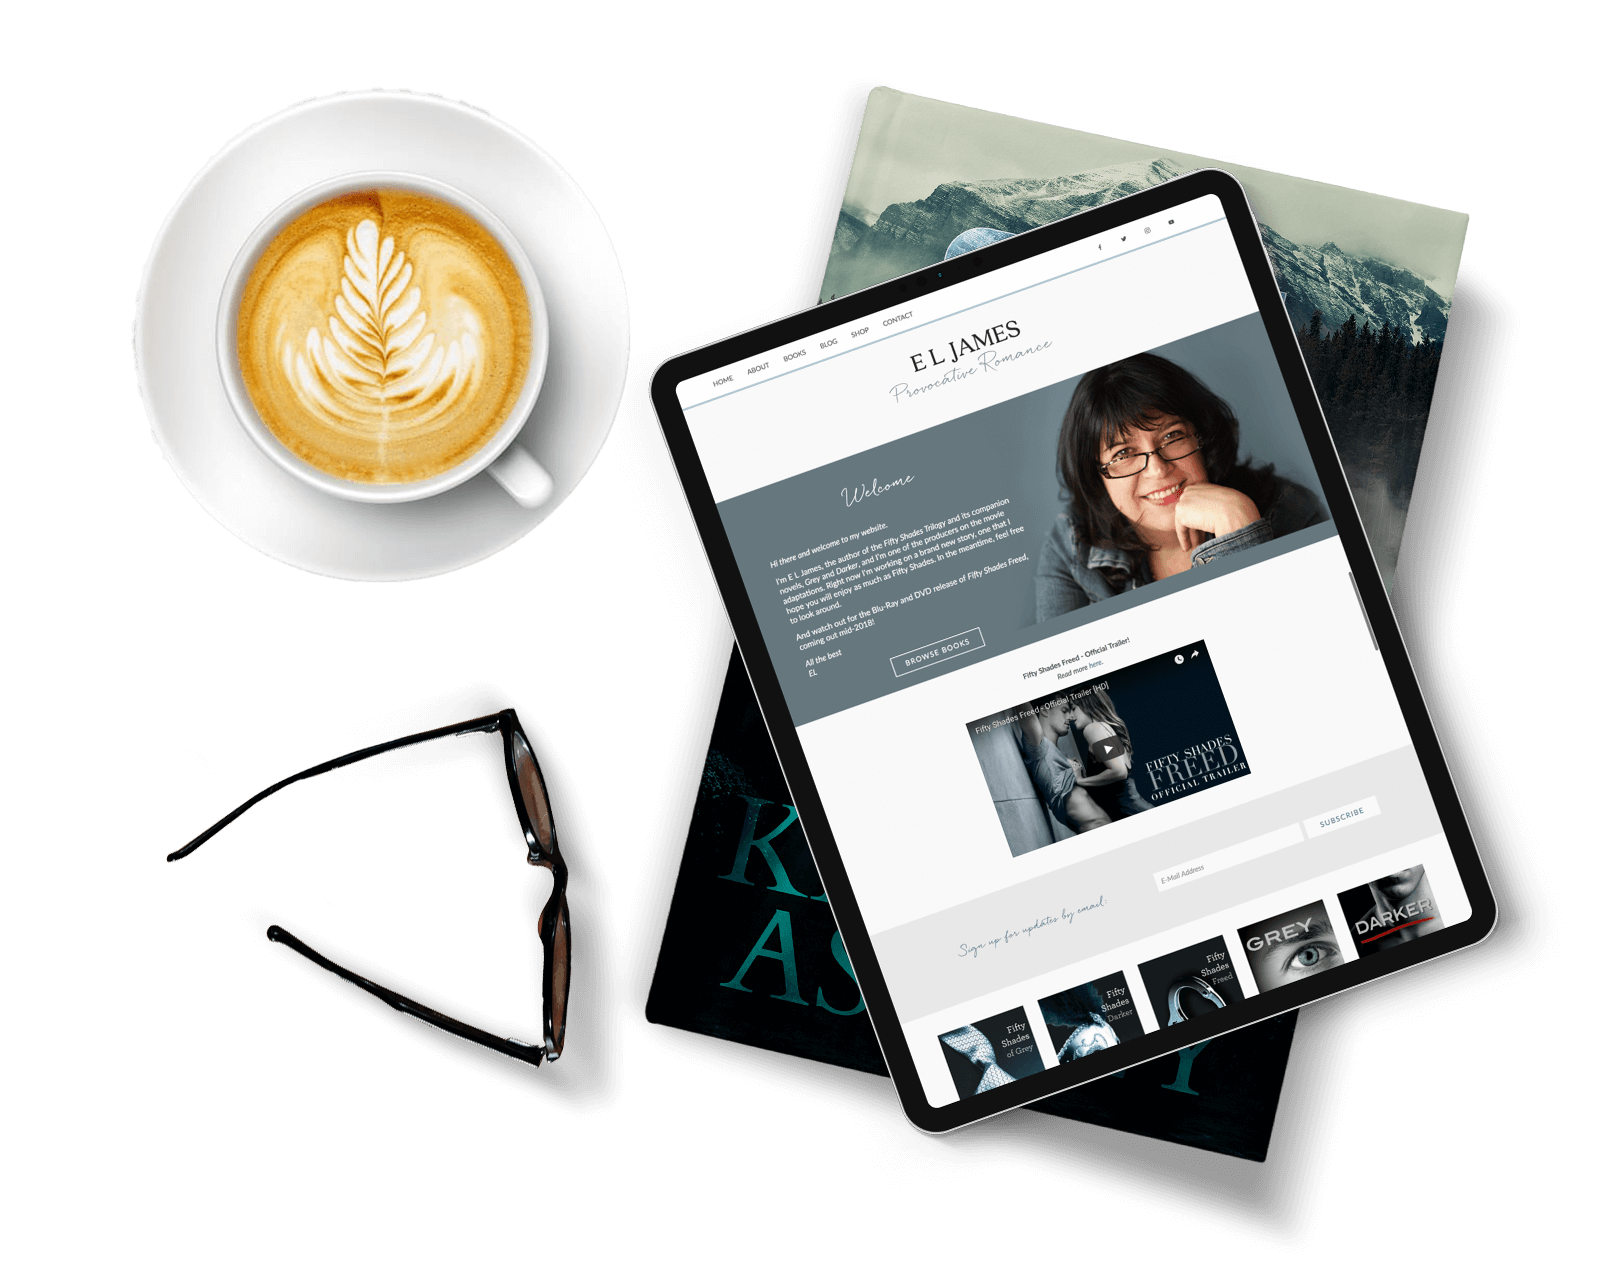 HOME ABOUT BOOKS BLOG SHOP CONTACT
E L JAMES
Provocative Romance
Welcome
Hi there and welcome to my website.
I'm E L James, the author of the Fifty Shades Trilogy and its companion
novels, Grey and Darker, and I'm one of the producers on the movie
adaptations. Right now I'm working on a brand new story, one that I
hope you will enjoy as much as Fifty Shades. In the meantime, feel free
to look around.
And watch out for the Blu-Ray and DVD release of Fifty Shades Freed,
coming out mid-2018!
All the best
EL
BROWSE BOOKS
Fifty Shades Freed - Official Trailer!
Read more here.
Fifty Shades Freed - Official Trailer [HD]
FIFTY SHADES
FREED
OFFICIAL TRAILER
Sign up for updates by email:
E-Mail Address
SUBSCRIBE
Fifty
Shades
of Grey
Fifty
Shades
Darker
Fifty
Shades
Freed
GREY
DARKER
K
AS
Y